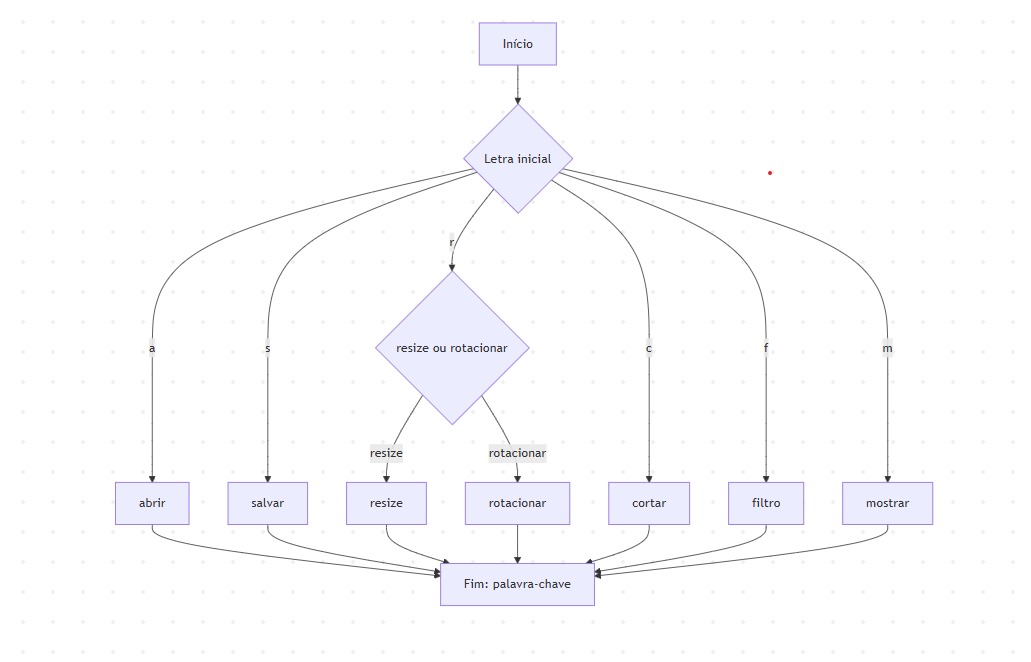 Início
Letra inicial
r
a
s
resize ou rotacionar
c
f
m
resize
rotacionar
abrir
salvar
resize
rotacionar
cortar
filtro
mostrar
Fim: palavra-chave